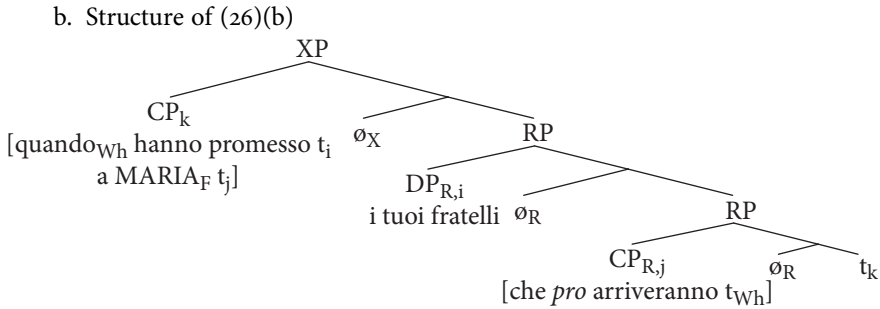 b. Structure of (26)(b)
XP
CPk
øX
RP
[quandoWh hanno promesso ti
a MARIAF tj]
DPR,i
i tuoi fratelli øR
RP
CPR,j
øR
tk
[che pro arriveranno tWh]